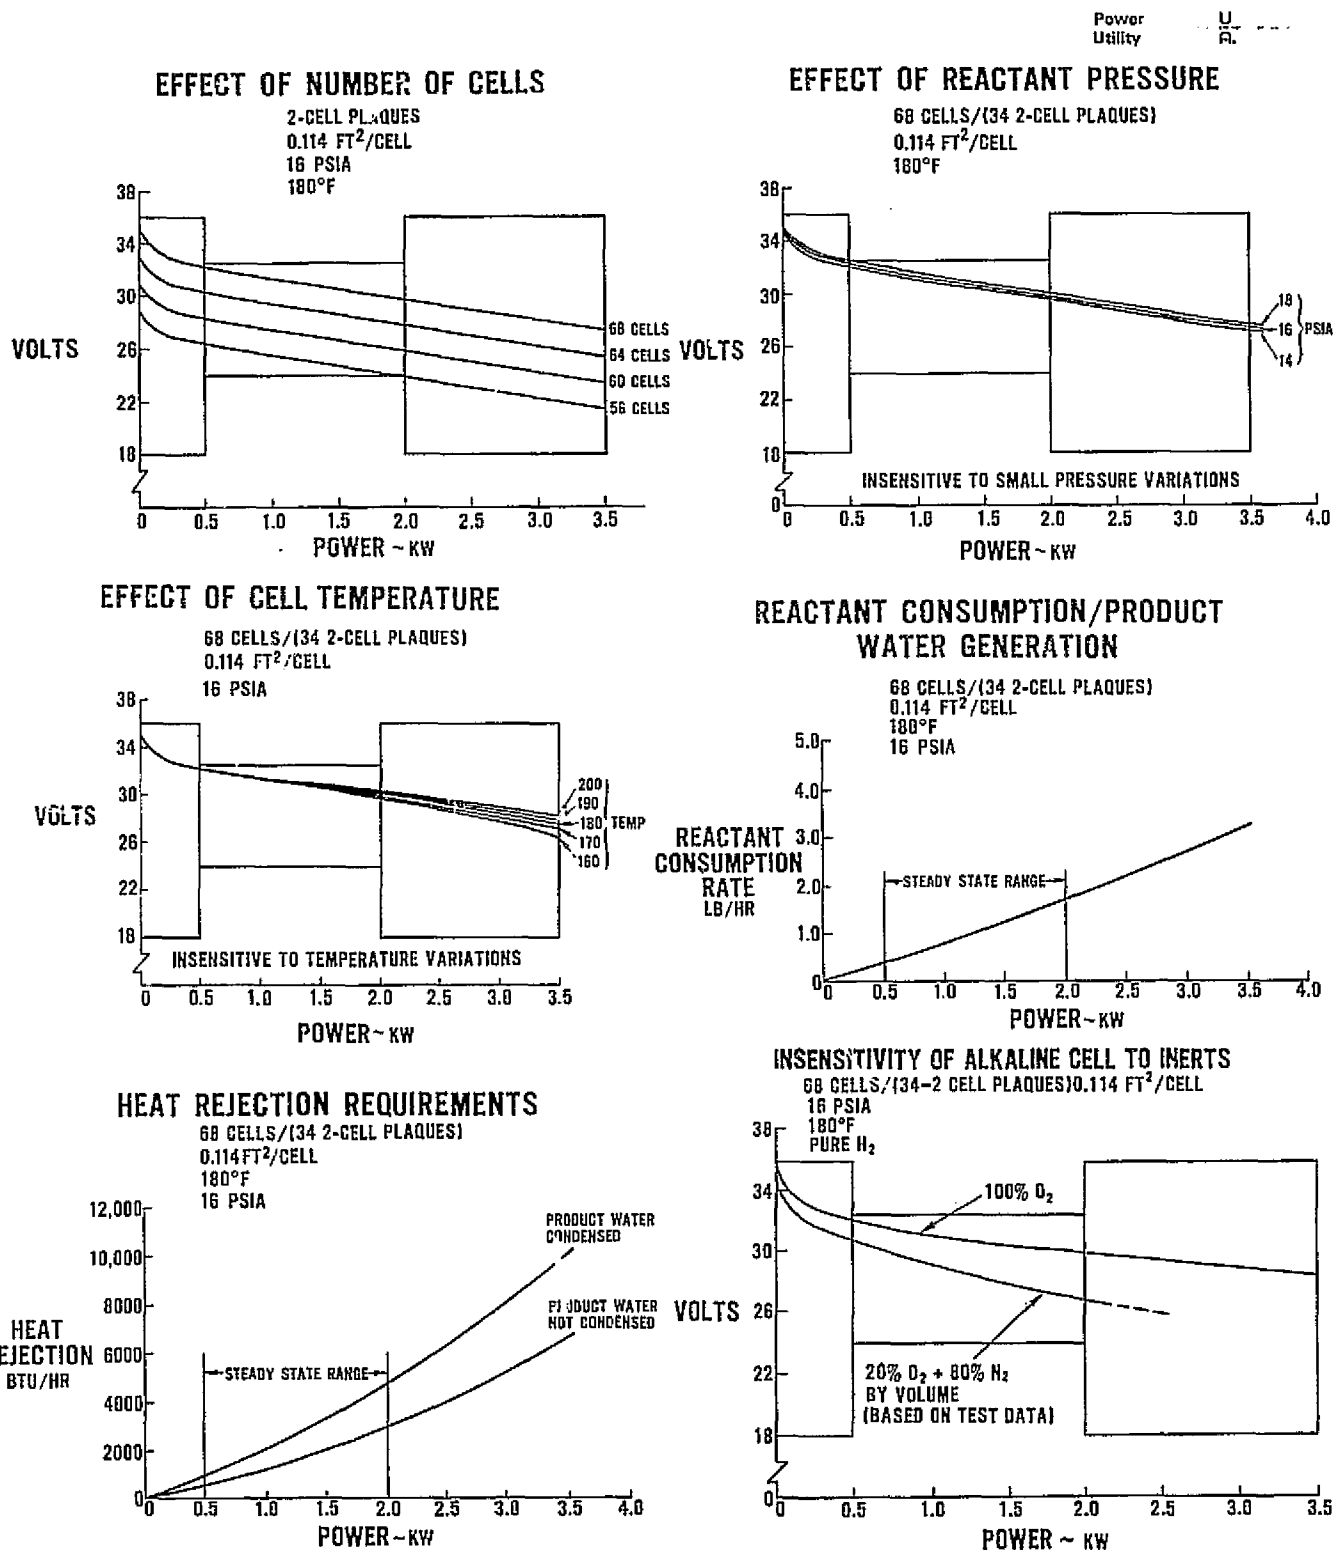 Power
Utility
U
A.
EFFECT OF NUMBER OF CELLS
2-CELL PLAQUES
0.114 FT²/CELL
16 PSIA
180°F
38
34
30
26
22
18
VOLTS
68 CELLS
64 CELLS
60 CELLS
56 CELLS
0 0.5 1.0 1.5 2.0 2.5 3.0 3.5
POWER ~ KW
EFFECT OF REACTANT PRESSURE
68 CELLS/(34 2-CELL PLAQUES)
0.114 FT²/CELL
180°F
38
34
30
26
22
18
0
VOLTS
18
16
14
PSIA
INSENSITIVE TO SMALL PRESSURE VARIATIONS
0 0.5 1.0 1.5 2.0 2.5 3.0 3.5 4.0
POWER ~ KW
EFFECT OF CELL TEMPERATURE
68 CELLS/(34 2-CELL PLAQUES)
0.114 FT²/CELL
16 PSIA
38
34
30
26
22
18
VOLTS
200
190
180
170
160
TEMP
INSENSITIVE TO TEMPERATURE VARIATIONS
0 0.5 1.0 1.5 2.0 2.5 3.0 3.5
POWER ~ KW
REACTANT CONSUMPTION/PRODUCT
WATER GENERATION
68 CELLS/(34 2-CELL PLAQUES)
0.114 FT²/CELL
180°F
16 PSIA
5.0
4.0
3.0
2.0
1.0
0
REACTANT
CONSUMPTION
RATE
LB/HR
STEADY STATE RANGE
0 0.5 1.0 1.5 2.0 2.5 3.0 3.5 4.0
POWER ~ KW
HEAT REJECTION REQUIREMENTS
68 CELLS/(34 2-CELL PLAQUES)
0.114 FT²/CELL
180°F
16 PSIA
12,000
10,000
8000
6000
4000
2000
0
HEAT
EJECTION
BTU/HR
PRODUCT WATER
CONDENSED
PRODUCT WATER
NOT CONDENSED
STEADY STATE RANGE
0 0.5 1.0 1.5 2.0 2.5 3.0 3.5 4.0
POWER ~ KW
INSENSITIVITY OF ALKALINE CELL TO INERTS
68 CELLS/(34-2 CELL PLAQUES)0.114 FT²/CELL
16 PSIA
180°F
PURE H₂
38
34
30
26
22
18
0
VOLTS
100% O₂
20% O₂ + 80% N₂
BY VOLUME
(BASED ON TEST DATA)
0 0.5 1.0 1.5 2.0 2.5 3.0 3.5
POWER ~ KW